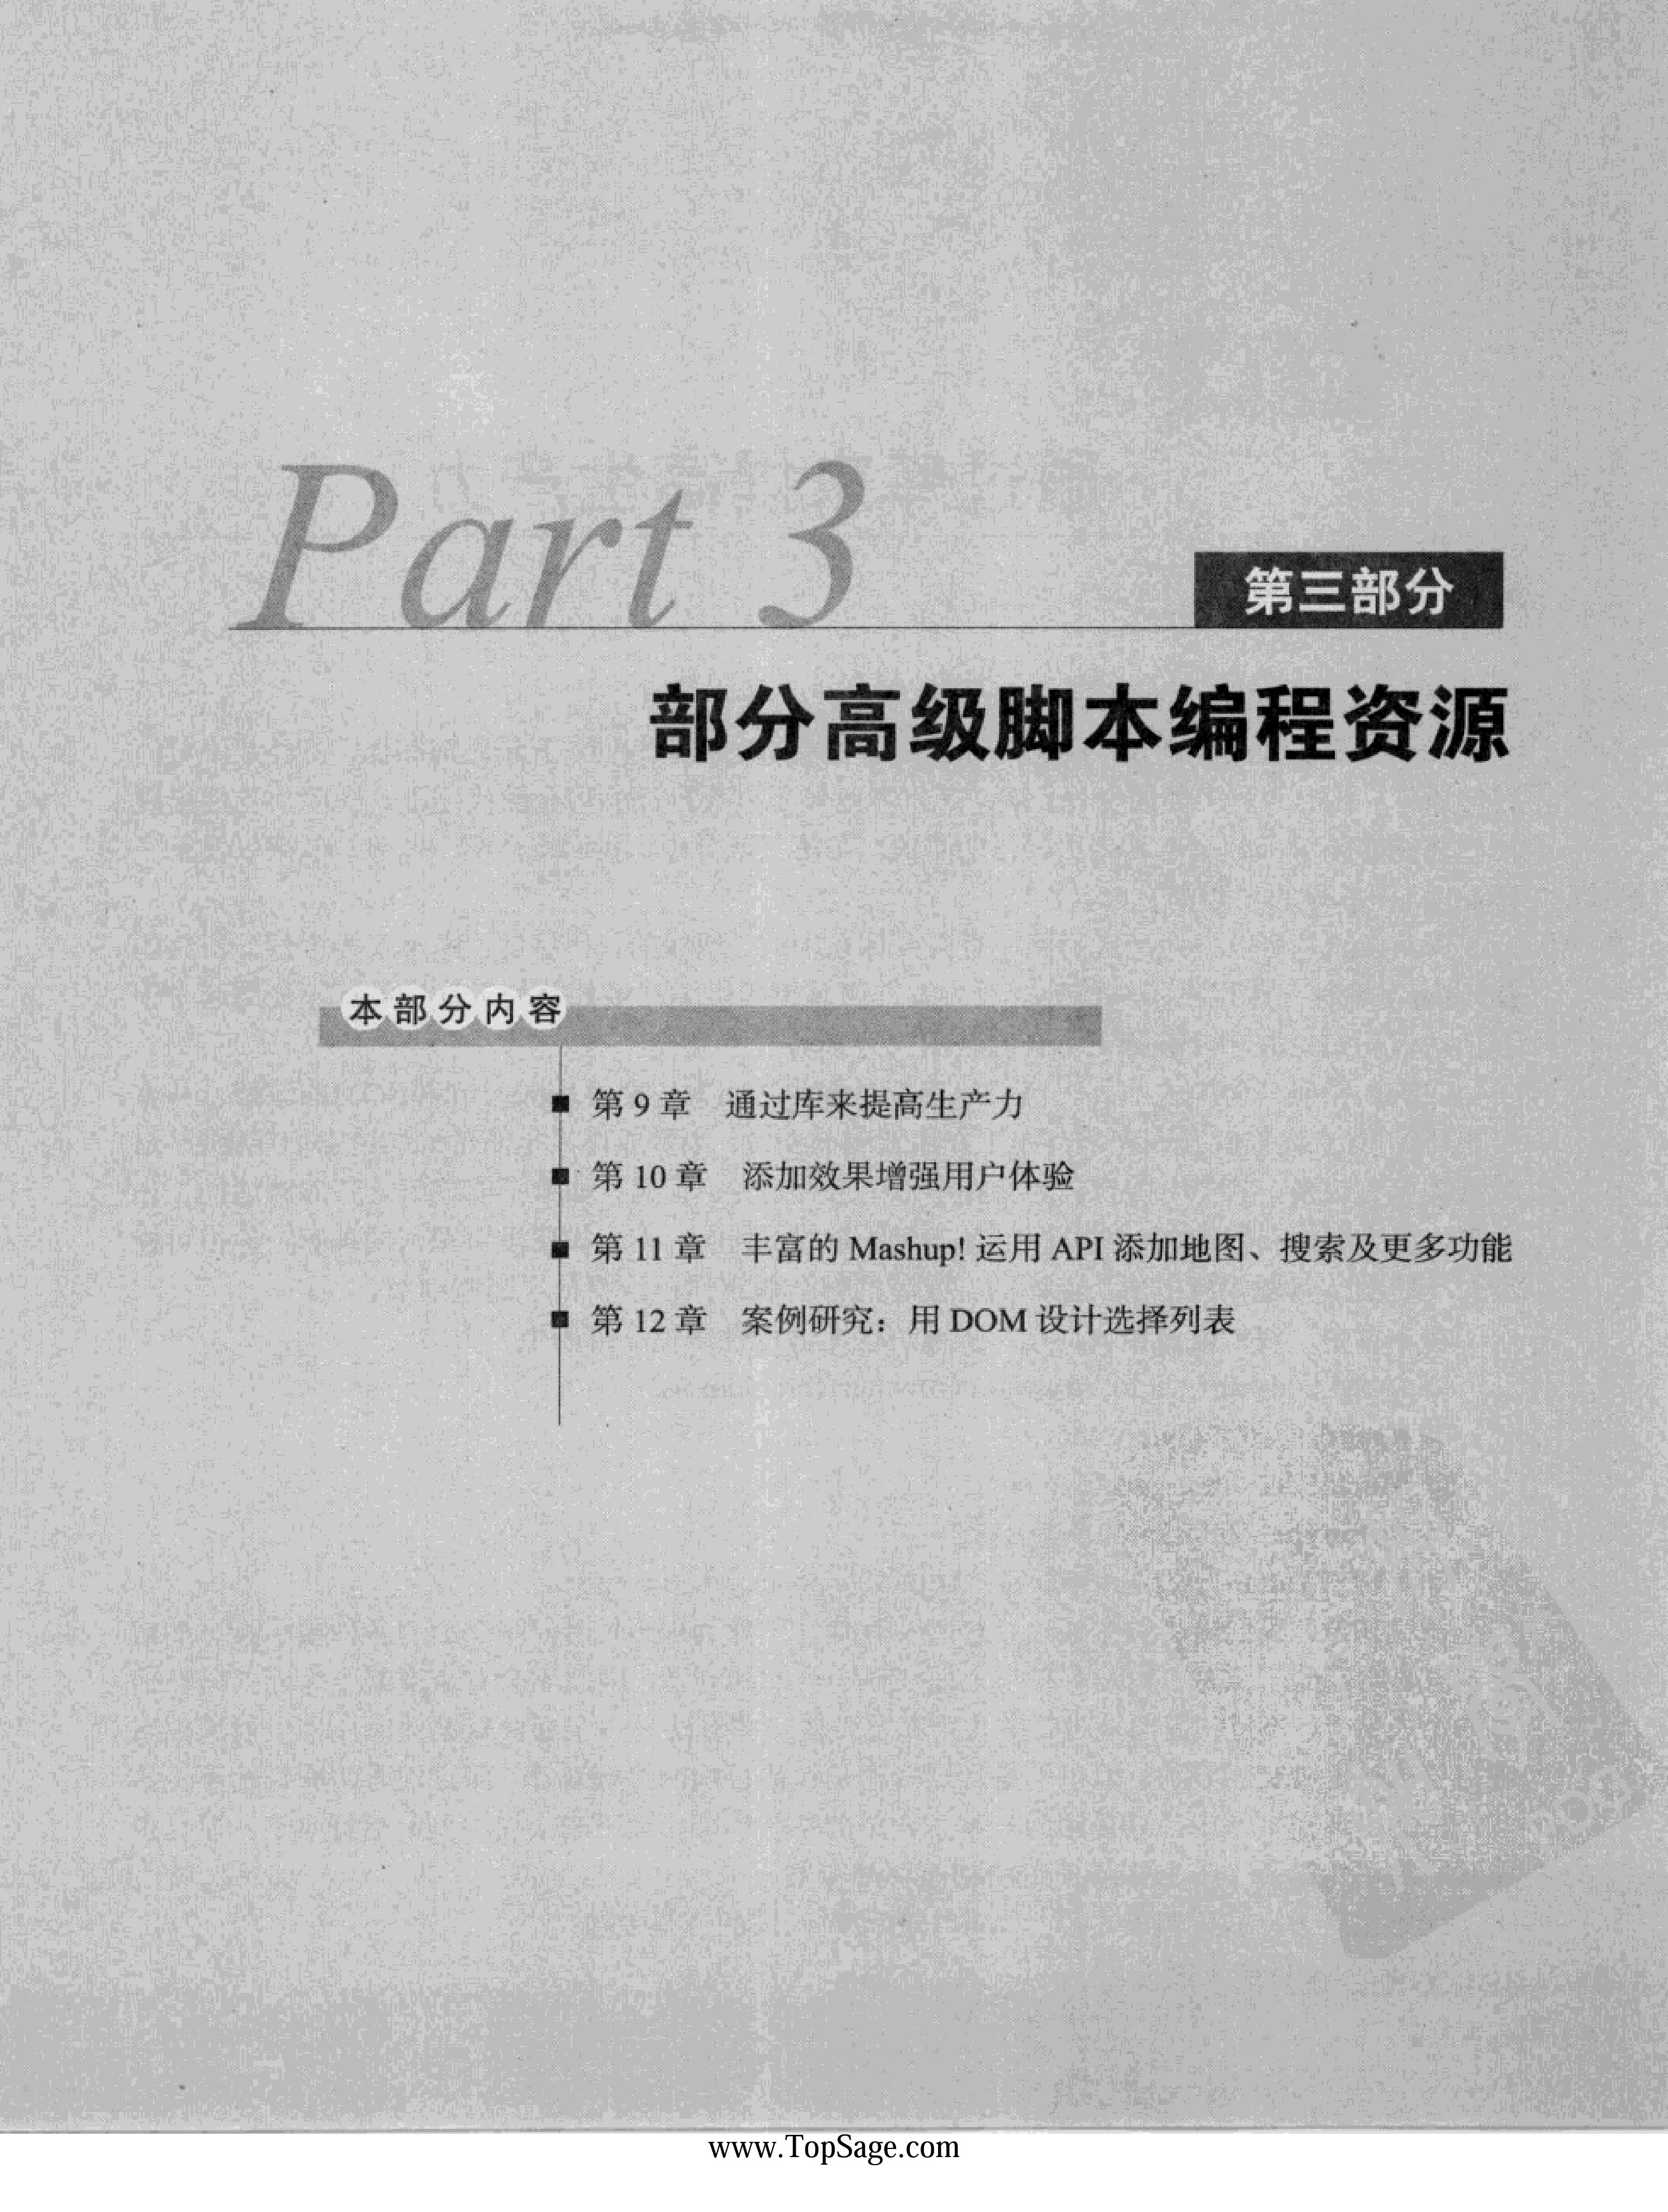 Part 3
第三部分
部分高级脚本编程资源
本部分内容
■ 第 9 章 通过库来提高生产力
■ 第 10 章 添加效果增强用户体验
■ 第 11 章 丰富的 Mashup! 运用 API 添加地图、搜索及更多功能
■ 第 12 章 案例研究：用 DOM 设计选择列表
www.TopSage.com